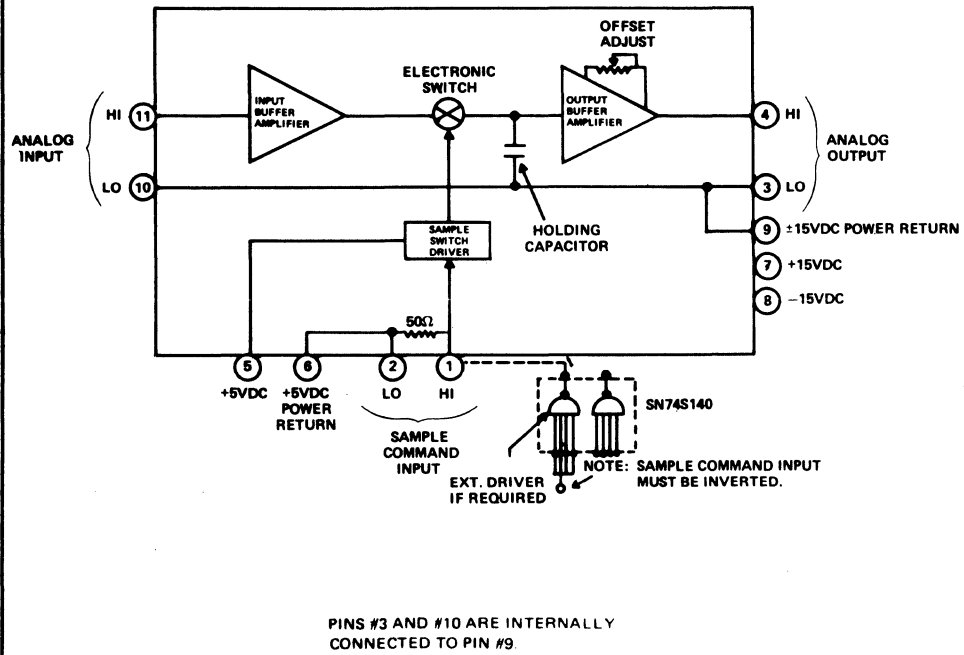 OFFSET
ADJUST
ELECTRONIC
SWITCH
INPUT
BUFFER
AMPLIFIER
OUTPUT
BUFFER
AMPLIFIER
ANALOG
INPUT
HI 11
LO 10
4 HI
3 LO
ANALOG
OUTPUT
9 ±15VDC POWER RETURN
7 +15VDC
8 −15VDC
HOLDING
CAPACITOR
SAMPLE
SWITCH
DRIVER
50Ω
5
+5VDC
6
+5VDC
POWER
RETURN
2
LO
1
HI
SAMPLE
COMMAND
INPUT
SN74S140
EXT. DRIVER
IF REQUIRED
NOTE: SAMPLE COMMAND INPUT
MUST BE INVERTED.
PINS #3 AND #10 ARE INTERNALLY
CONNECTED TO PIN #9.